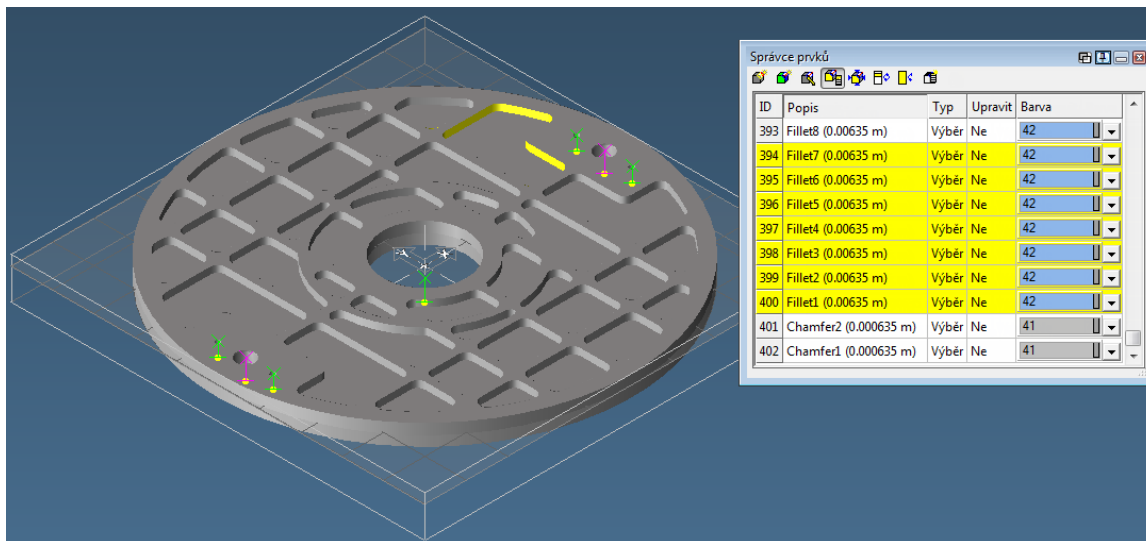 Správce prvků
ID Popis Typ Upravit Barva
393 Fillet8 (0.00635 m) Výběr Ne 42
394 Fillet7 (0.00635 m) Výběr Ne 42
395 Fillet6 (0.00635 m) Výběr Ne 42
396 Fillet5 (0.00635 m) Výběr Ne 42
397 Fillet4 (0.00635 m) Výběr Ne 42
398 Fillet3 (0.00635 m) Výběr Ne 42
399 Fillet2 (0.00635 m) Výběr Ne 42
400 Fillet1 (0.00635 m) Výběr Ne 42
401 Chamfer2 (0.000635 m) Výběr Ne 41
402 Chamfer1 (0.000635 m) Výběr Ne 41